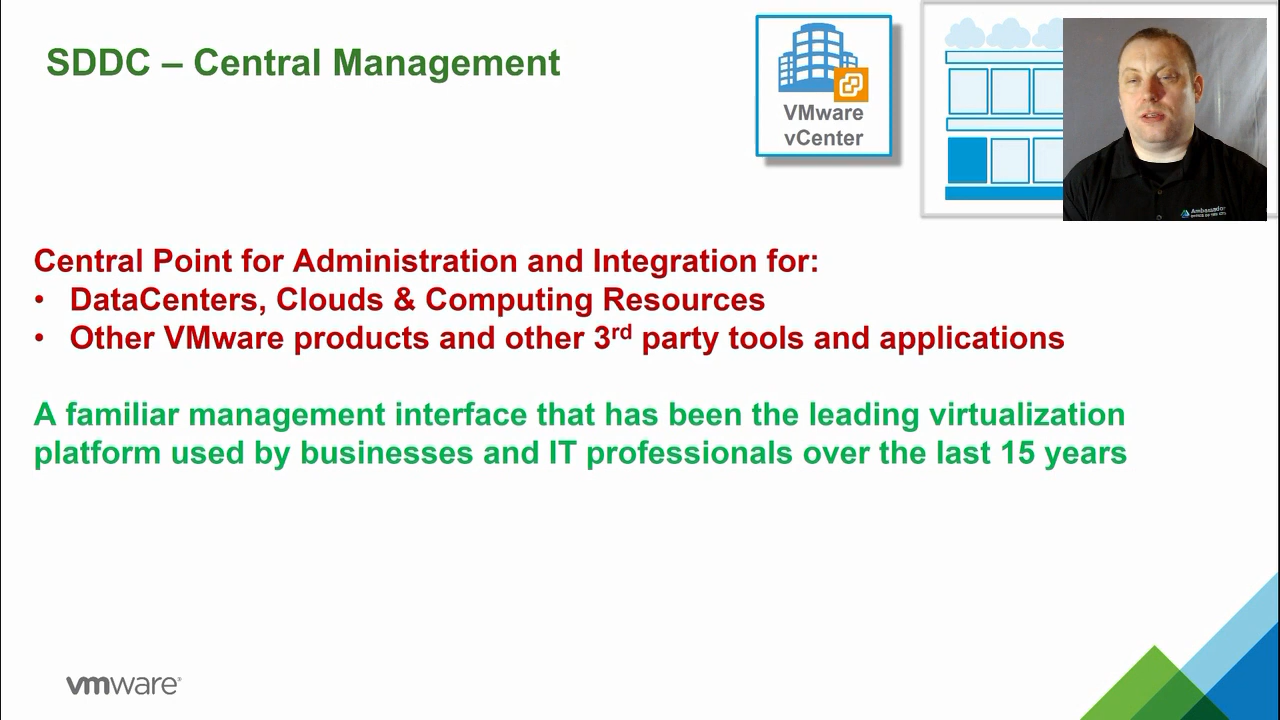 SDDC – Central Management
VMware
vCenter
Ambassador
Central Point for Administration and Integration for:
• DataCenters, Clouds & Computing Resources
• Other VMware products and other 3rd party tools and applications
A familiar management interface that has been the leading virtualization
platform used by businesses and IT professionals over the last 15 years
vmware®